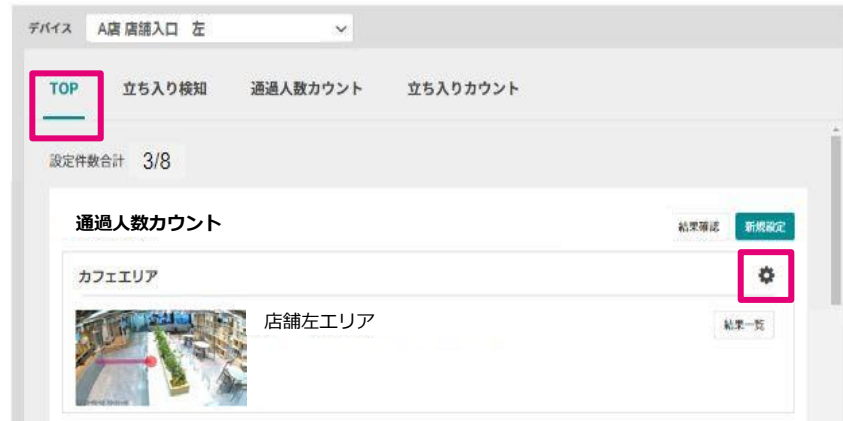 デバイス A店 店舗入口 左
TOP 立ち入り検知 通過人数カウント 立ち入りカウント
設定件数合計 3/8
通過人数カウント 結果確認 新規設定
カフェエリア
店舗左エリア 結果一覧